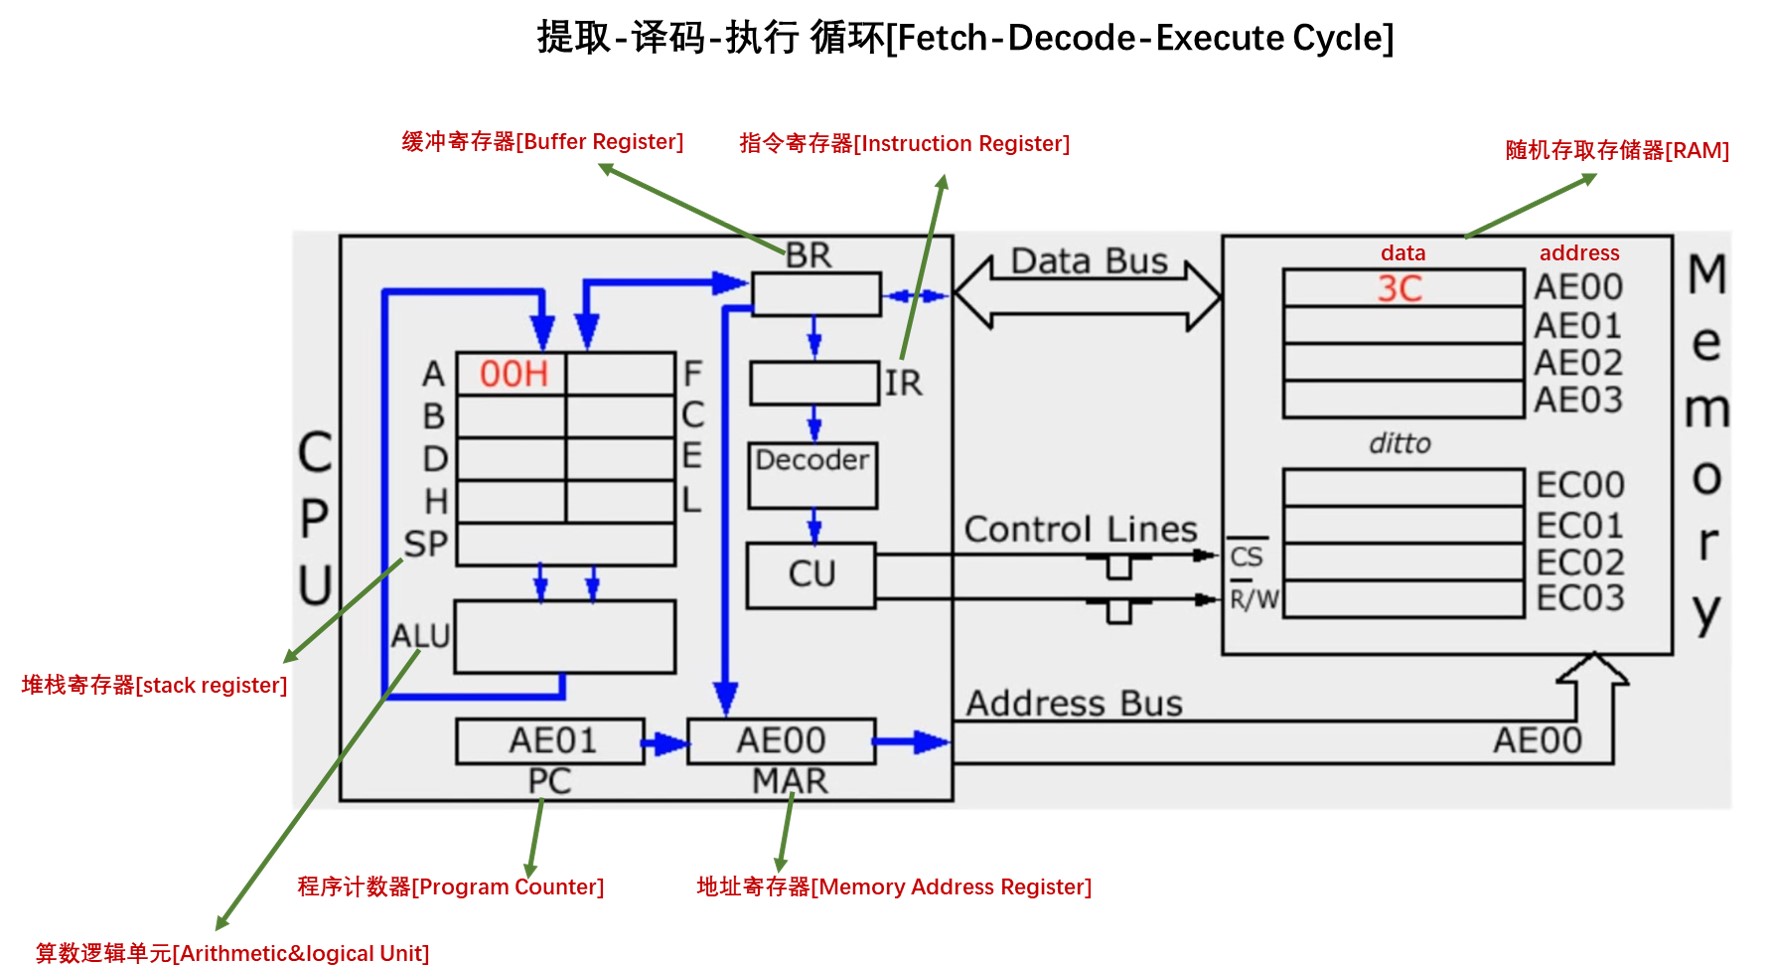 提取-译码-执行 循环[Fetch-Decode-Execute Cycle]
缓冲寄存器[Buffer Register]
指令寄存器[Instruction Register]
随机存取存储器[RAM]
BR
Data Bus
data
address
3C
AE00
AE01
AE02
AE03
ditto
EC00
EC01
EC02
EC03
Memory
CPU
A
00H
F
B
C
D
E
H
L
SP
IR
Decoder
CU
Control Lines
CS
R/W
ALU
堆栈寄存器[stack register]
Address Bus
AE01
AE00
AE00
PC
MAR
程序计数器[Program Counter]
地址寄存器[Memory Address Register]
算数逻辑单元[Arithmetic&logical Unit]